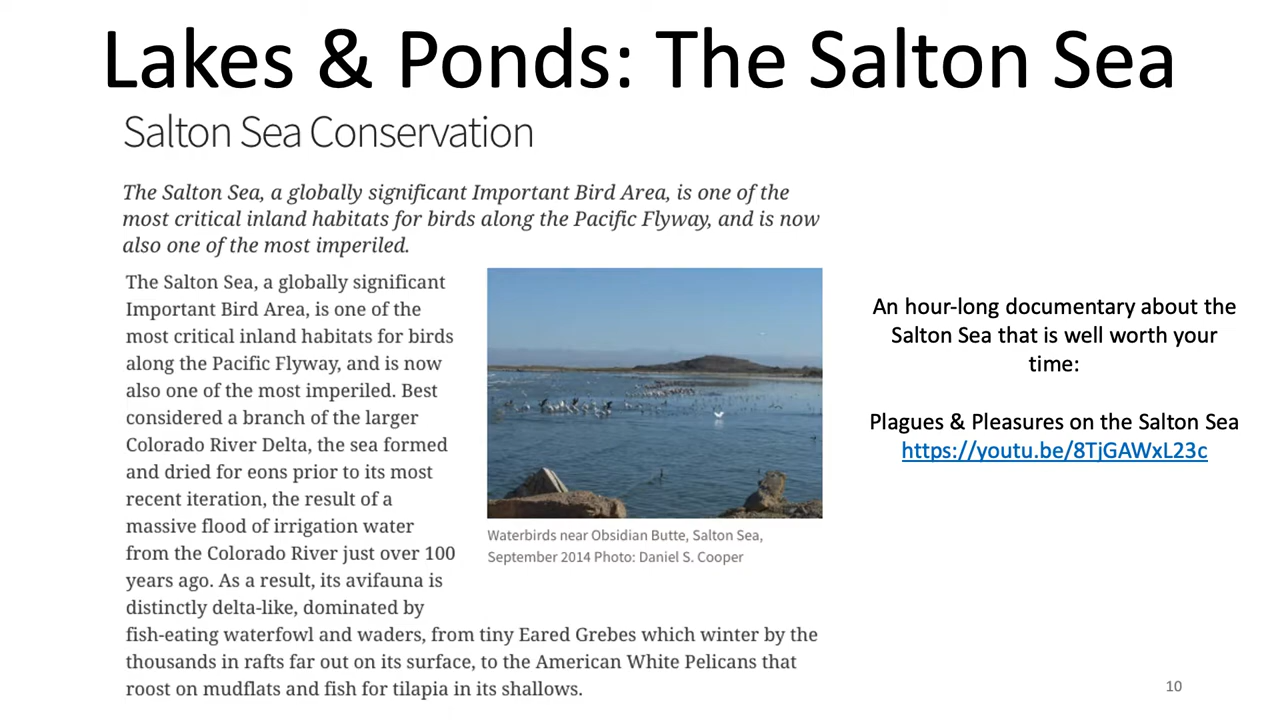 Lakes & Ponds: The Salton Sea
Salton Sea Conservation
The Salton Sea, a globally significant Important Bird Area, is one of the
most critical inland habitats for birds along the Pacific Flyway, and is now
also one of the most imperiled.
The Salton Sea, a globally significant
Important Bird Area, is one of the
most critical inland habitats for birds
along the Pacific Flyway, and is now
also one of the most imperiled. Best
considered a branch of the larger
Colorado River Delta, the sea formed
and dried for eons prior to its most
recent iteration, the result of a
massive flood of irrigation water
from the Colorado River just over 100
years ago. As a result, its avifauna is
distinctly delta-like, dominated by
fish-eating waterfowl and waders, from tiny Eared Grebes which winter by the
thousands in rafts far out on its surface, to the American White Pelicans that
roost on mudflats and fish for tilapia in its shallows.
Waterbirds near Obsidian Butte, Salton Sea,
September 2014 Photo: Daniel S. Cooper
An hour-long documentary about the
Salton Sea that is well worth your
time:
Plagues & Pleasures on the Salton Sea
https://youtu.be/8TjGAWxL23c
10